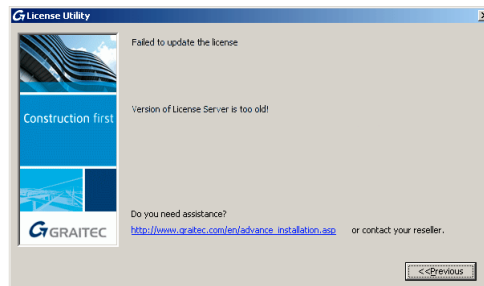 License Utility
Failed to update the license
Version of License Server is too old!
Construction first
GRAITEC
Do you need assistance?
http://www.graitec.com/en/advance_installation.asp or contact your reseller.
<<Previous